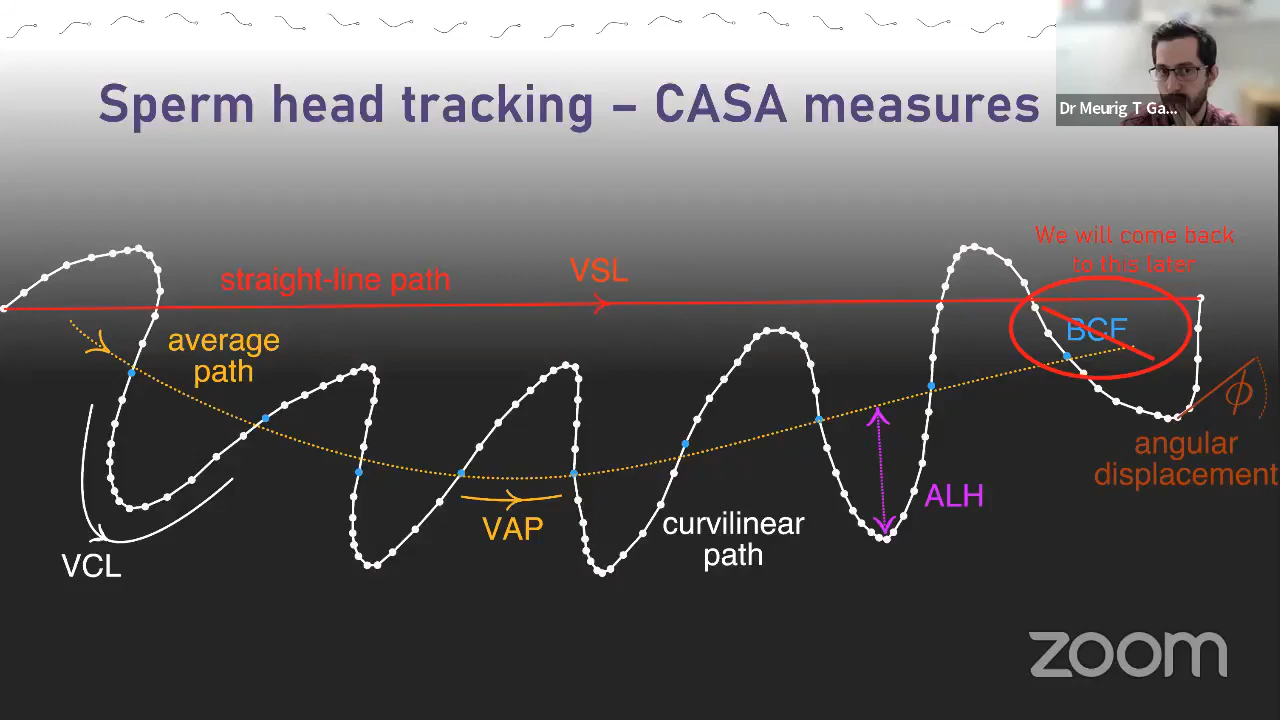 Sperm head tracking – CASA measures
Dr Meurig T Ga...
We will come back
to this later
straight-line path
VSL
BCF
average
path
ϕ
angular
displacement
ALH
VAP
curvilinear
path
VCL
zoom